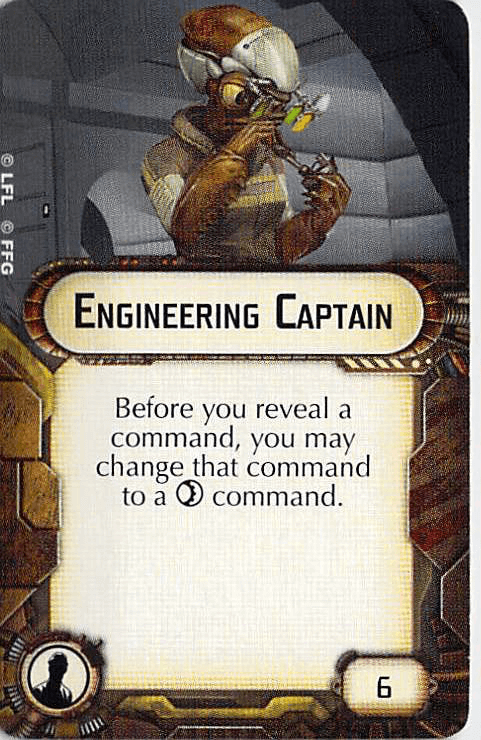 © LFL © FFG
Engineering Captain
Before you reveal a
command, you may
change that command
to a command.
6